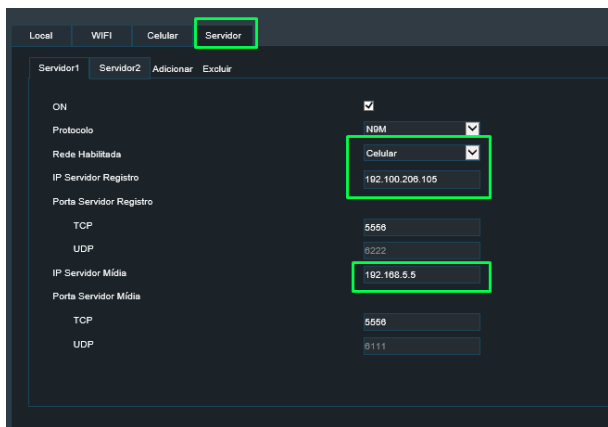 Local WIFI Celular Servidor
Servidor1 Servidor2 Adicionar Excluir
ON
Protocolo N9M
Rede Habilitada Celular
IP Servidor Registro 192.100.206.105
Porta Servidor Registro
TCP 5556
UDP 6222
IP Servidor Mídia 192.168.5.5
Porta Servidor Mídia
TCP 5556
UDP 6111